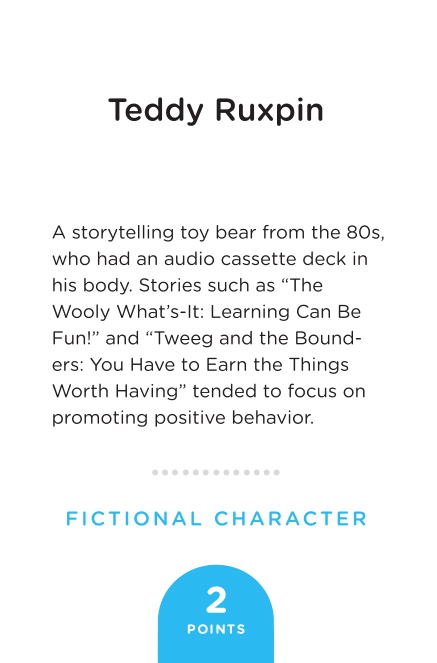 Teddy Ruxpin
A storytelling toy bear from the 80s,
who had an audio cassette deck in
his body. Stories such as “The
Wooly What’s-It: Learning Can Be
Fun!” and “Tweeg and the Bound-
ers: You Have to Earn the Things
Worth Having” tended to focus on
promoting positive behavior.
FICTIONAL CHARACTER
2
POINTS